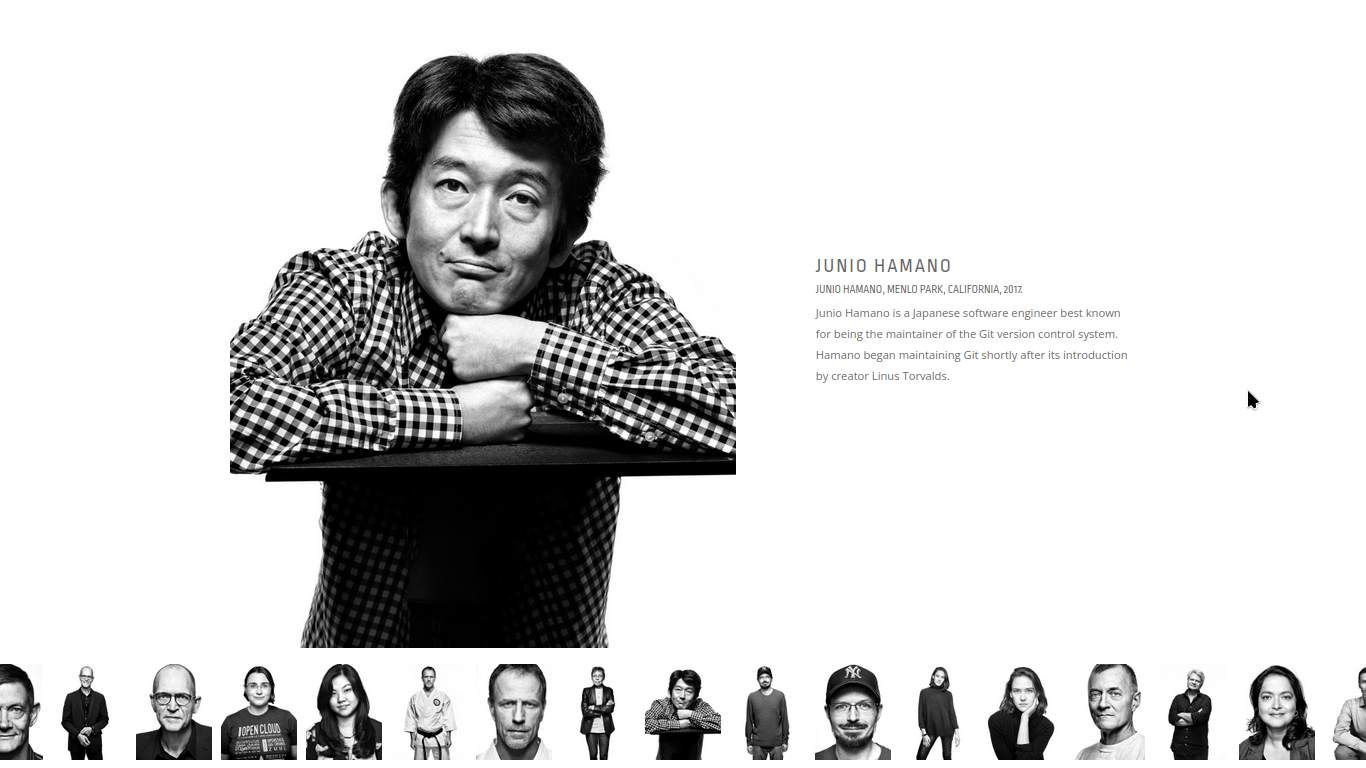 JUNIO HAMANO
JUNIO HAMANO, MENLO PARK, CALIFORNIA, 2017.
Junio Hamano is a Japanese software engineer best known
for being the maintainer of the Git version control system.
Hamano began maintaining Git shortly after its introduction
by creator Linus Torvalds.
OPEN CLOUD